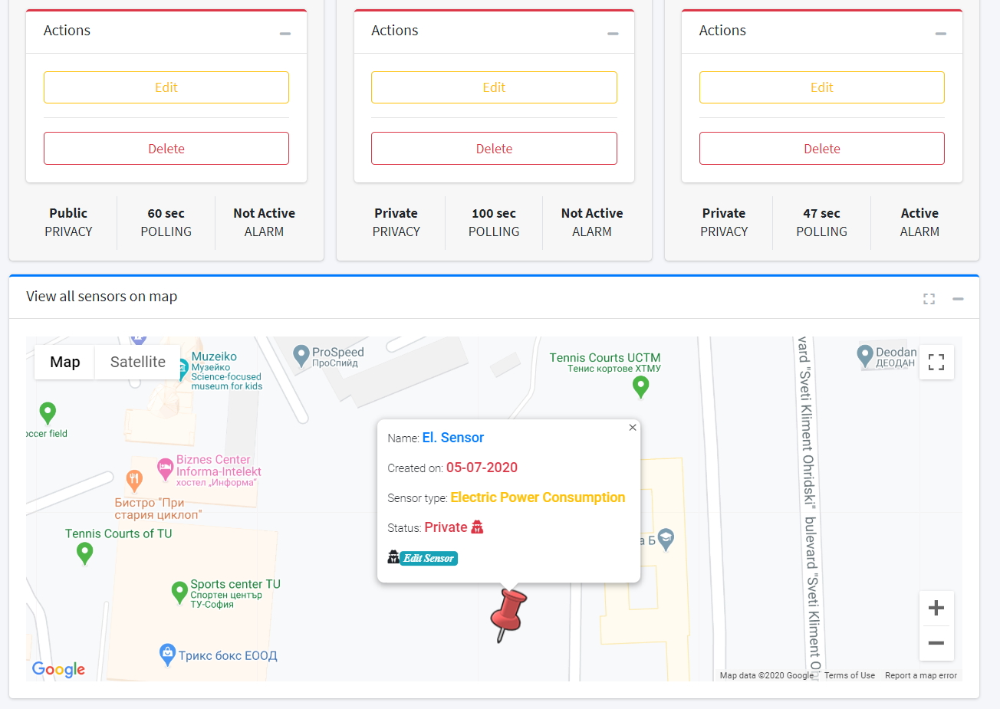 Actions
Edit
Delete
Public
PRIVACY
60 sec
POLLING
Not Active
ALARM
Actions
Edit
Delete
Private
PRIVACY
100 sec
POLLING
Not Active
ALARM
Actions
Edit
Delete
Private
PRIVACY
47 sec
POLLING
Active
ALARM
View all sensors on map
Map
Satellite
Muzeiko
Музейко
Science-focused
museum for kids
ProSpeed
ПроСпийд
Tennis Courts UCTM
Тенис кортове ХТМУ
Deodan
ДЕОДАН
occer field
Biznes Center
Informa-Intelekt
хостел „Информа“
Бистро "При
стария циклоп"
Tennis Courts of TU
Sports center TU
Спортен център
ТУ-София
Трикс бокс ЕООД
Name: El. Sensor
Created on: 05-07-2020
Sensor type: Electric Power Consumption
Status: Private
Edit Sensor
а Б
vard "Sveti Kliment Ohridski"
bulevard "Sveti Kliment Oh
Google
Map data ©2020 Google
Terms of Use
Report a map error